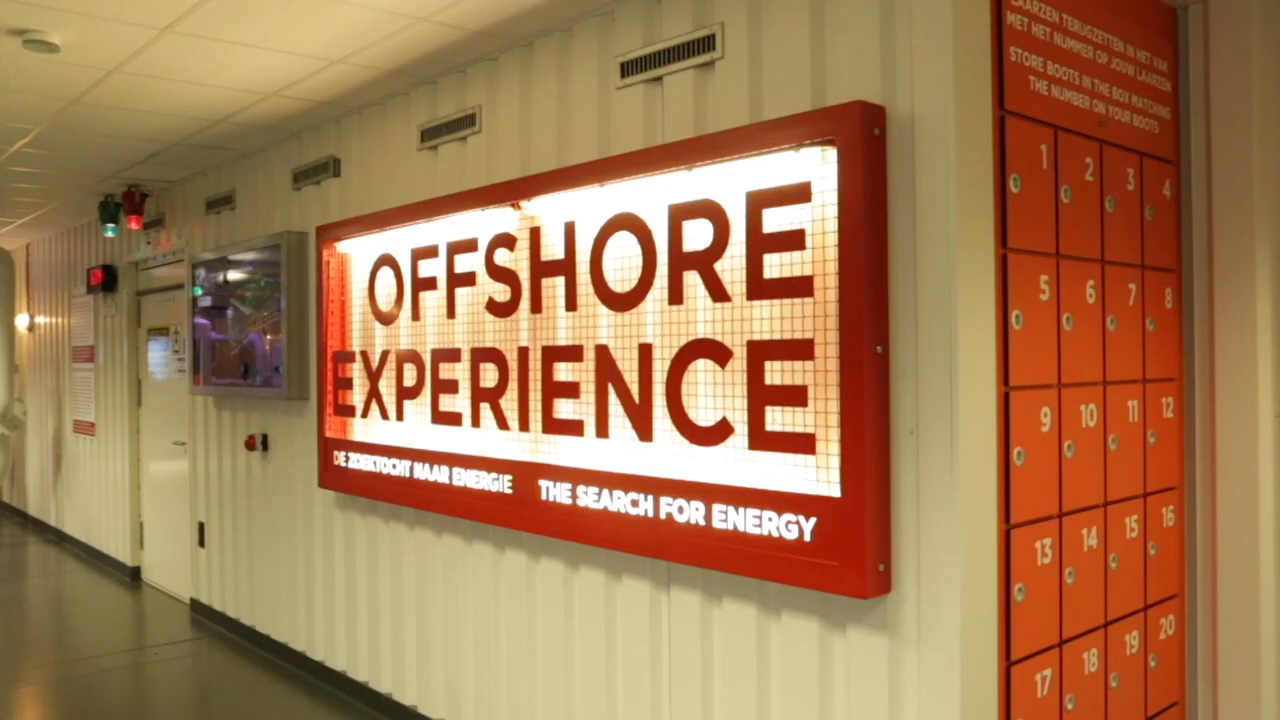 OFFSHORE
EXPERIENCE
DE ZOEKTOCHT NAAR ENERGIE THE SEARCH FOR ENERGY
LAARZEN TERUGZETTEN IN HET VAK
MET HET NUMMER OP JOUW LAARZEN
STORE BOOTS IN THE BOX MATCHING
THE NUMBER ON YOUR BOOTS
1 2 3 4
5 6 7 8
9 10 11 12
13 14 15 16
17 18 19 20